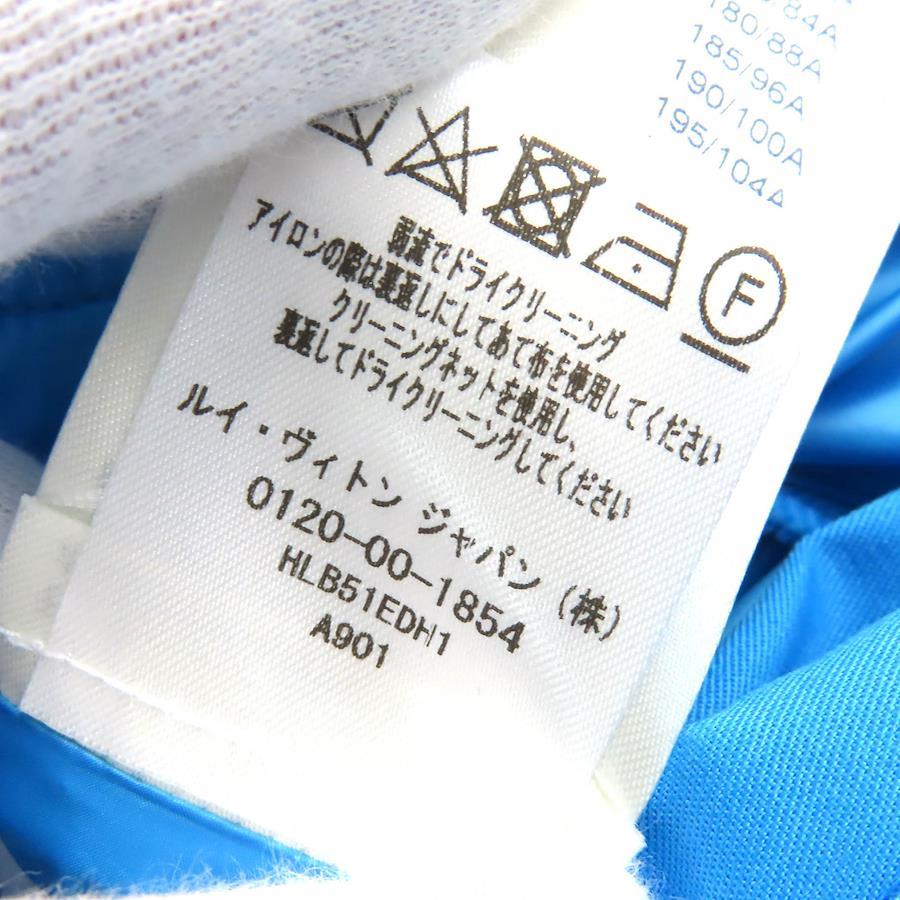 /84A
180/88A
185/96A
190/100A
195/104A
F
弱流でドライクリーニング
アイロンの際は裏返しにしてあて布を使用してください
クリーニングネットを使用し、
裏返してドライクリーニングしてください
ルイ・ヴィトン ジャパン (株)
0120-00-1854
HLB51EDH1
A901